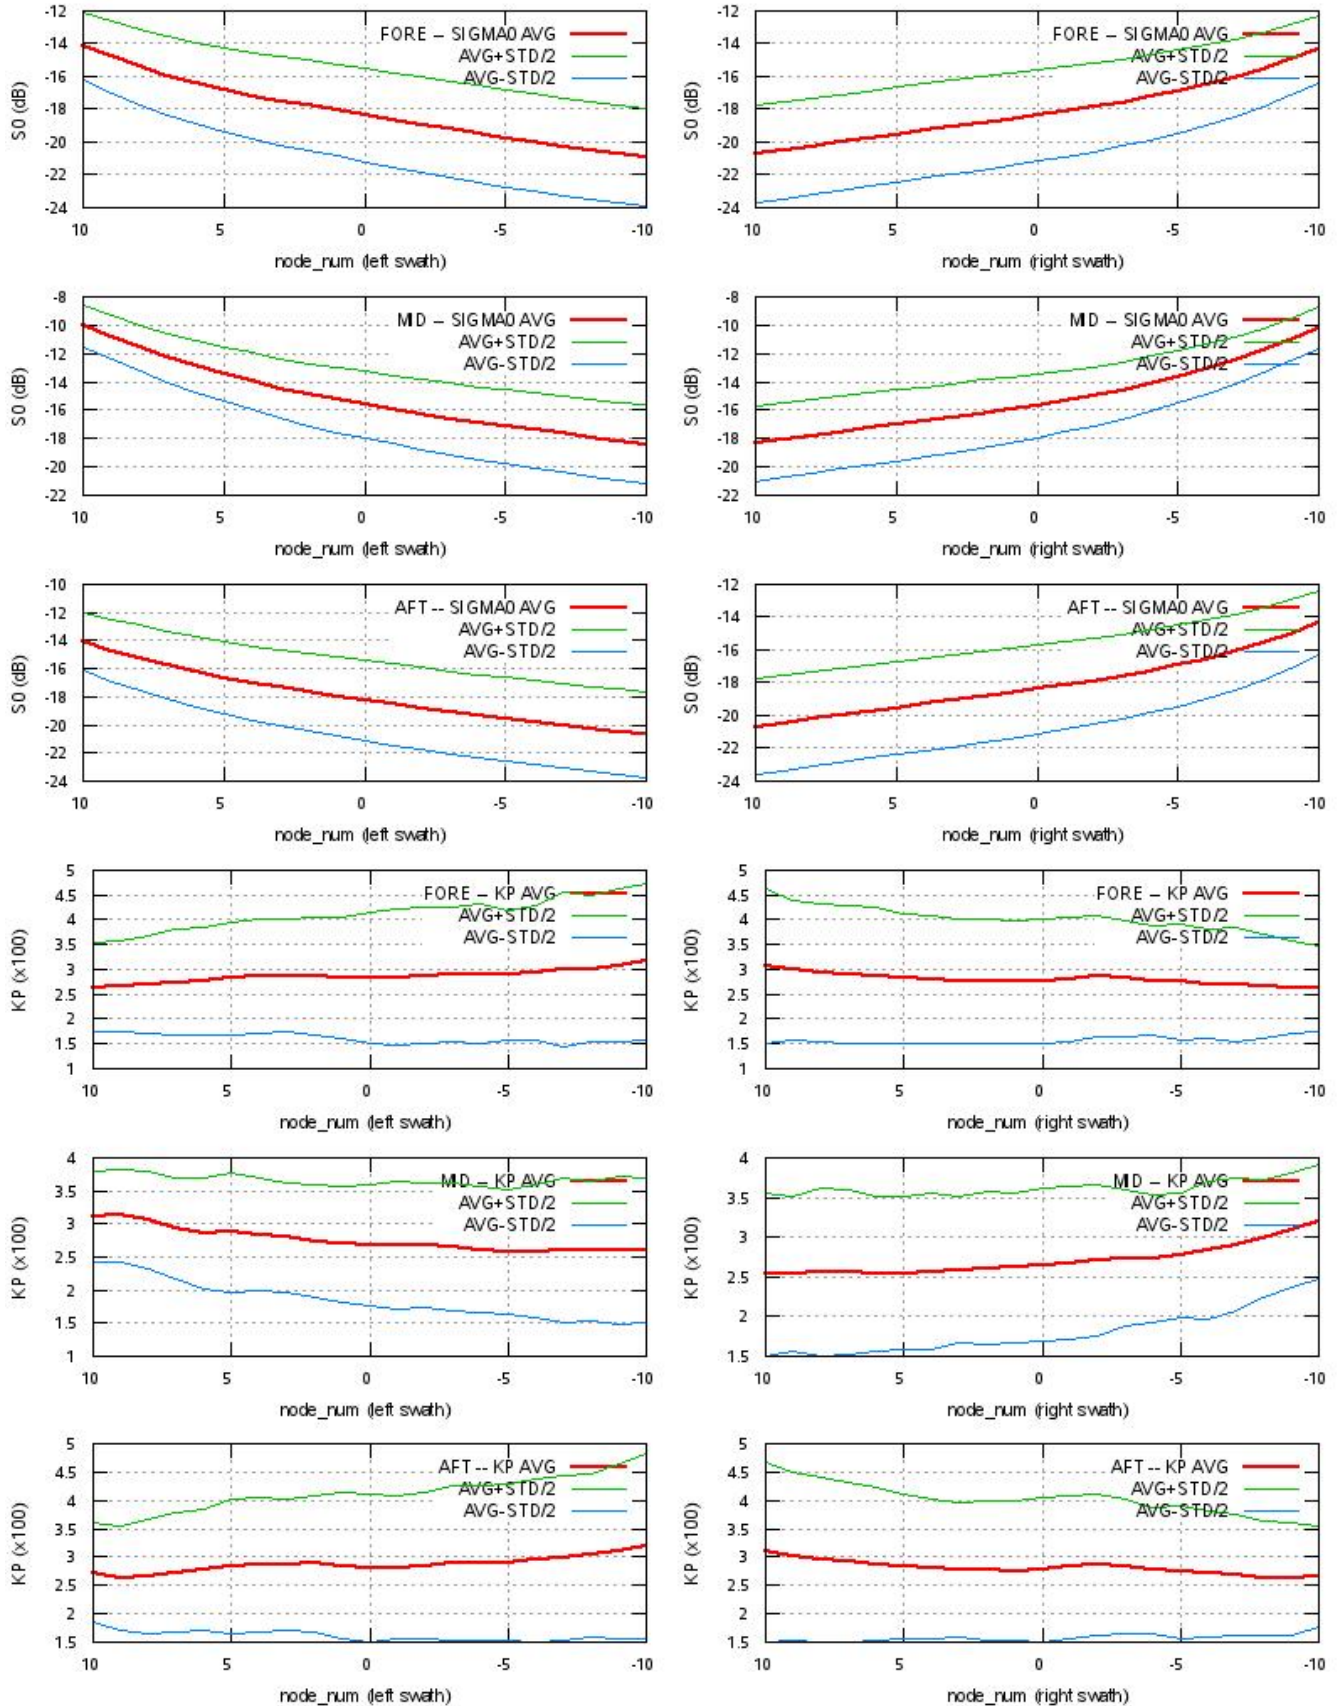 -12
-14
-16
-18
-20
-22
-24
S0 (dB)
FORE – SIGMA0 AVG
AVG+STD/2
AVG-STD/2
10 5 0 -5 -10
node_num (left swath)
-12
-14
-16
-18
-20
-22
-24
S0 (dB)
FORE – SIGMA0 AVG
AVG+STD/2
AVG-STD/2
10 5 0 -5 -10
node_num (right swath)
-8
-10
-12
-14
-16
-18
-20
-22
S0 (dB)
MID – SIGMA0 AVG
AVG+STD/2
AVG-STD/2
10 5 0 -5 -10
node_num (left swath)
-8
-10
-12
-14
-16
-18
-20
-22
S0 (dB)
MID – SIGMA0 AVG
AVG+STD/2
AVG-STD/2
10 5 0 -5 -10
node_num (right swath)
-10
-12
-14
-16
-18
-20
-22
-24
S0 (dB)
AFT -- SIGMA0 AVG
AVG+STD/2
AVG-STD/2
10 5 0 -5 -10
node_num (left swath)
-12
-14
-16
-18
-20
-22
-24
S0 (dB)
AFT -- SIGMA0 AVG
AVG+STD/2
AVG-STD/2
10 5 0 -5 -10
node_num (right swath)
5
4.5
4
3.5
3
2.5
2
1.5
1
KP (x100)
FORE – KP AVG
AVG+STD/2
AVG-STD/2
10 5 0 -5 -10
node_num (left swath)
5
4.5
4
3.5
3
2.5
2
1.5
1
KP (x100)
FORE – KP AVG
AVG+STD/2
AVG-STD/2
10 5 0 -5 -10
node_num (right swath)
4
3.5
3
2.5
2
1.5
1
KP (x100)
MID – KP AVG
AVG+STD/2
AVG-STD/2
10 5 0 -5 -10
node_num (left swath)
4
3.5
3
2.5
2
1.5
KP (x100)
MID – KP AVG
AVG+STD/2
AVG-STD/2
10 5 0 -5 -10
node_num (right swath)
5
4.5
4
3.5
3
2.5
2
1.5
KP (x100)
AFT -- KP AVG
AVG+STD/2
AVG-STD/2
10 5 0 -5 -10
node_num (left swath)
5
4.5
4
3.5
3
2.5
2
1.5
KP (x100)
AFT -- KP AVG
AVG+STD/2
AVG-STD/2
10 5 0 -5 -10
node_num (right swath)